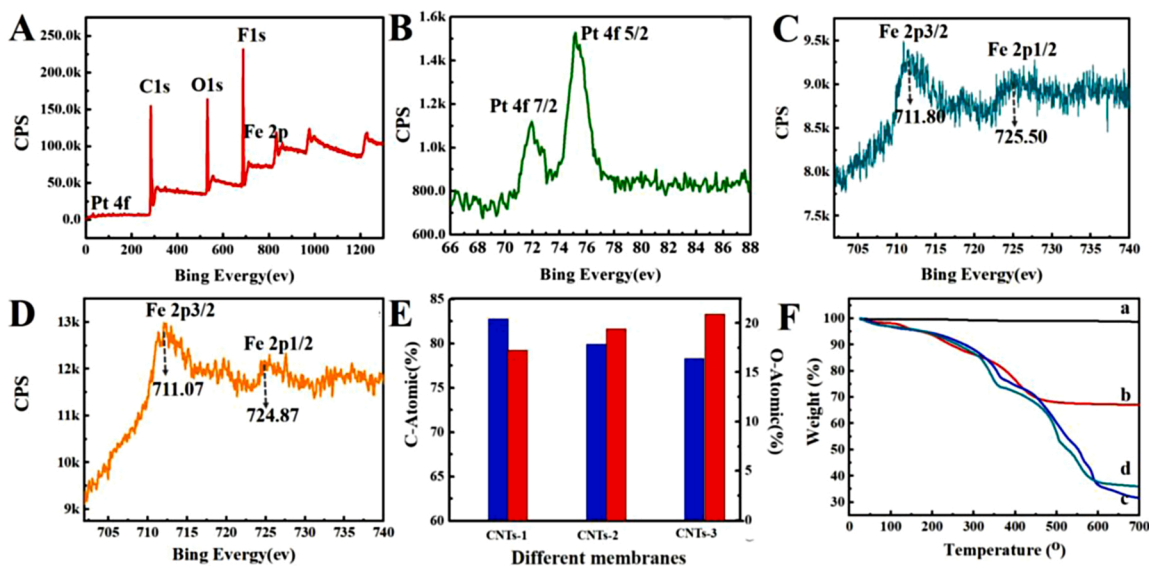 A
250.0k
200.0k
150.0k
100.0k
50.0k
0.0
CPS
C1s
O1s
F1s
Fe 2p
Pt 4f
0 200 400 600 800 1000 1200
Bing Evergy(ev)
B
1.6k
1.4k
1.2k
1.0k
800.0
600.0
CPS
Pt 4f 5/2
Pt 4f 7/2
66 68 70 72 74 76 78 80 82 84 86 88
Bing Evergy(ev)
C
9.5k
9.0k
8.5k
8.0k
7.5k
CPS
Fe 2p3/2
Fe 2p1/2
711.80
725.50
705 710 715 720 725 730 735 740
Bing Evergy(ev)
D
13k
12k
11k
10k
9k
CPS
Fe 2p3/2
Fe 2p1/2
711.07
724.87
705 712 715 720 725 730 735 740
Bing Evergy(ev)
E
85
80
75
70
65
60
C-Atomic(%)
20
15
10
5
0
O-Atomic(%)
CNTs-1 CNTs-2 CNTs-3
Different membranes
F
100
90
80
70
60
50
40
30
Weight (%)
a
b
d
c
0 100 200 300 400 500 600 700
Temperature (º)